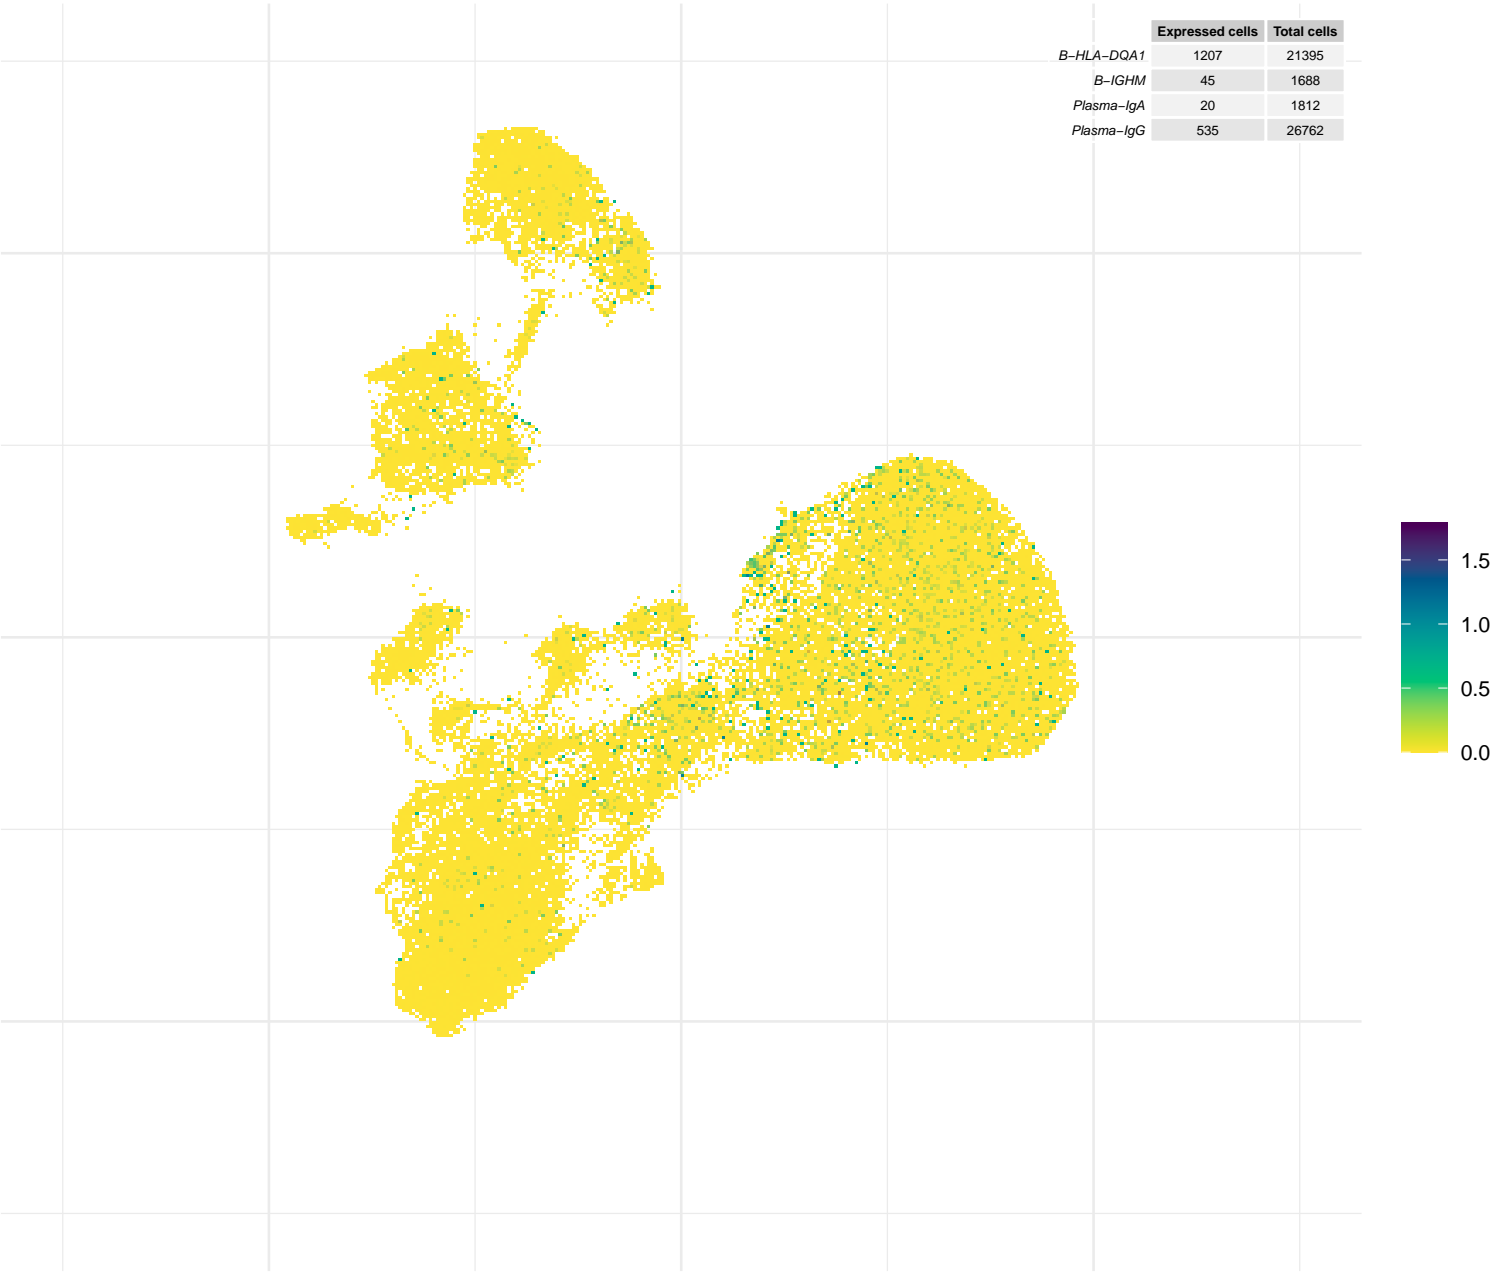 Expressed cells Total cells
B−HLA−DQA1 1207 21395
B−IGHM 45 1688
Plasma−IgA 20 1812
Plasma−IgG 535 26762
1.5
1.0
0.5
0.0